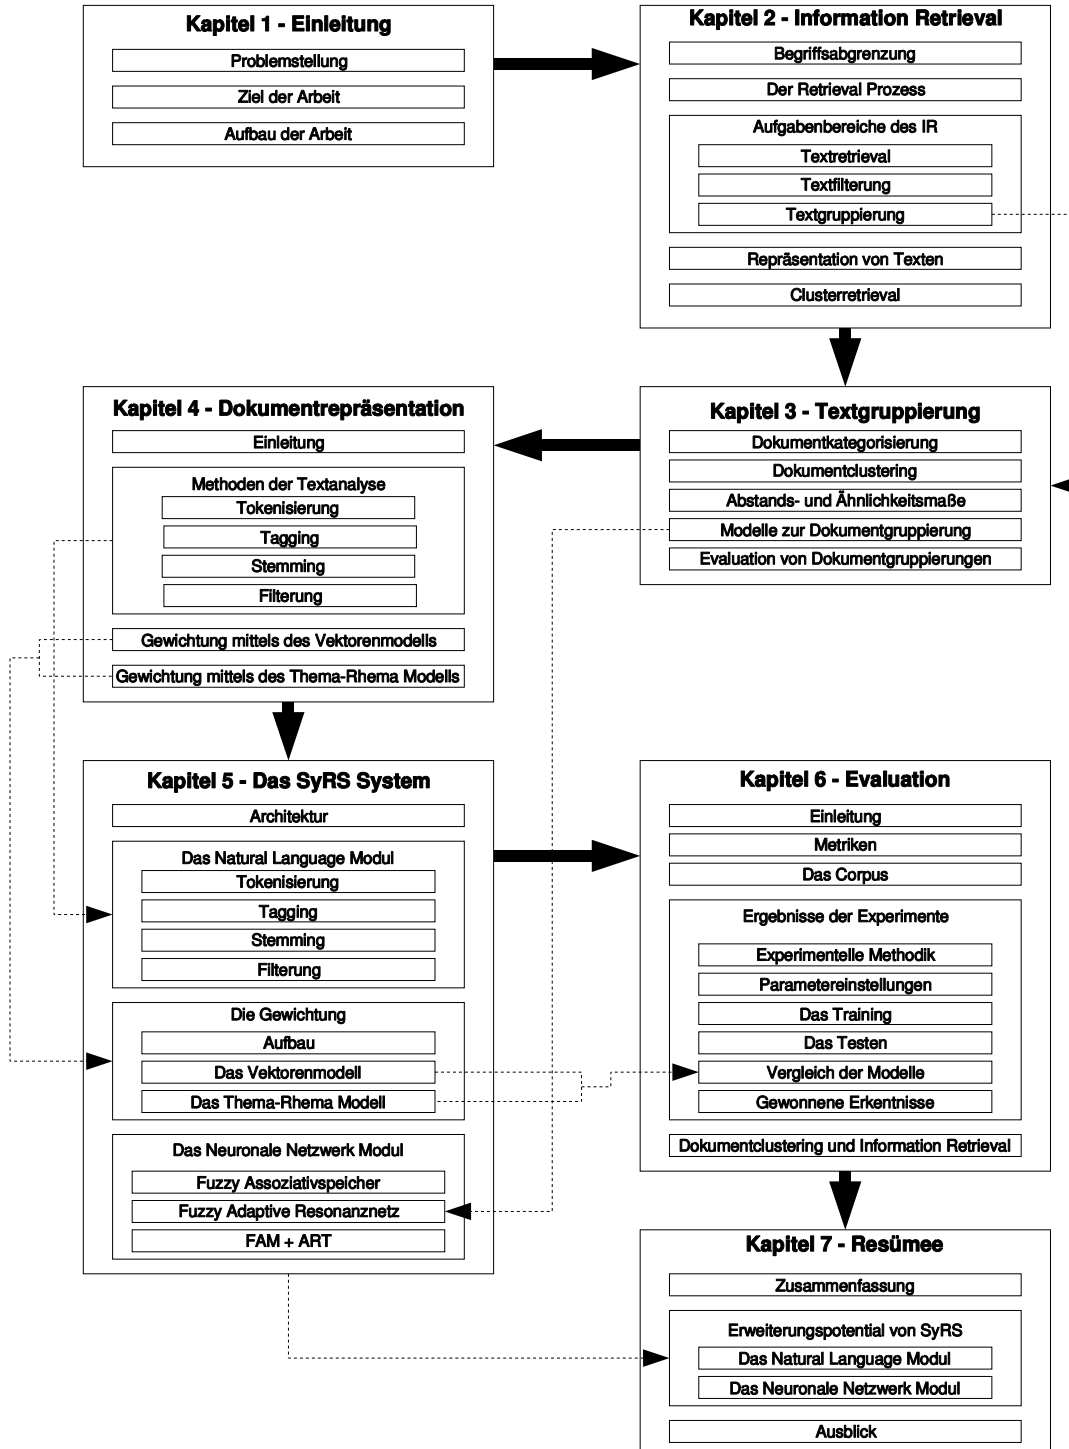 Kapitel 1 - Einleitung
Problemstellung
Ziel der Arbeit
Aufbau der Arbeit
Kapitel 2 - Information Retrieval
Begriffsabgrenzung
Der Retrieval Prozess
Aufgabenbereiche des IR
Textretrieval
Textfilterung
Textgruppierung
Repräsentation von Texten
Clusterretrieval
Kapitel 3 - Textgruppierung
Dokumentkategorisierung
Dokumentclustering
Abstands- und Ähnlichkeitsmaße
Modelle zur Dokumentgruppierung
Evaluation von Dokumentgruppierungen
Kapitel 4 - Dokumentrepräsentation
Einleitung
Methoden der Textanalyse
Tokenisierung
Tagging
Stemming
Filterung
Gewichtung mittels des Vektorenmodells
Gewichtung mittels des Thema-Rhema Modells
Kapitel 5 - Das SyRS System
Architektur
Das Natural Language Modul
Tokenisierung
Tagging
Stemming
Filterung
Die Gewichtung
Aufbau
Das Vektorenmodell
Das Thema-Rhema Modell
Das Neuronale Netzwerk Modul
Fuzzy Assoziativspeicher
Fuzzy Adaptive Resonanznetz
FAM + ART
Kapitel 6 - Evaluation
Einleitung
Metriken
Das Corpus
Ergebnisse der Experimente
Experimentelle Methodik
Parametereinstellungen
Das Training
Das Testen
Vergleich der Modelle
Gewonnene Erkentnisse
Dokumentclustering und Information Retrieval
Kapitel 7 - Resümee
Zusammenfassung
Erweiterungspotential von SyRS
Das Natural Language Modul
Das Neuronale Netzwerk Modul
Ausblick